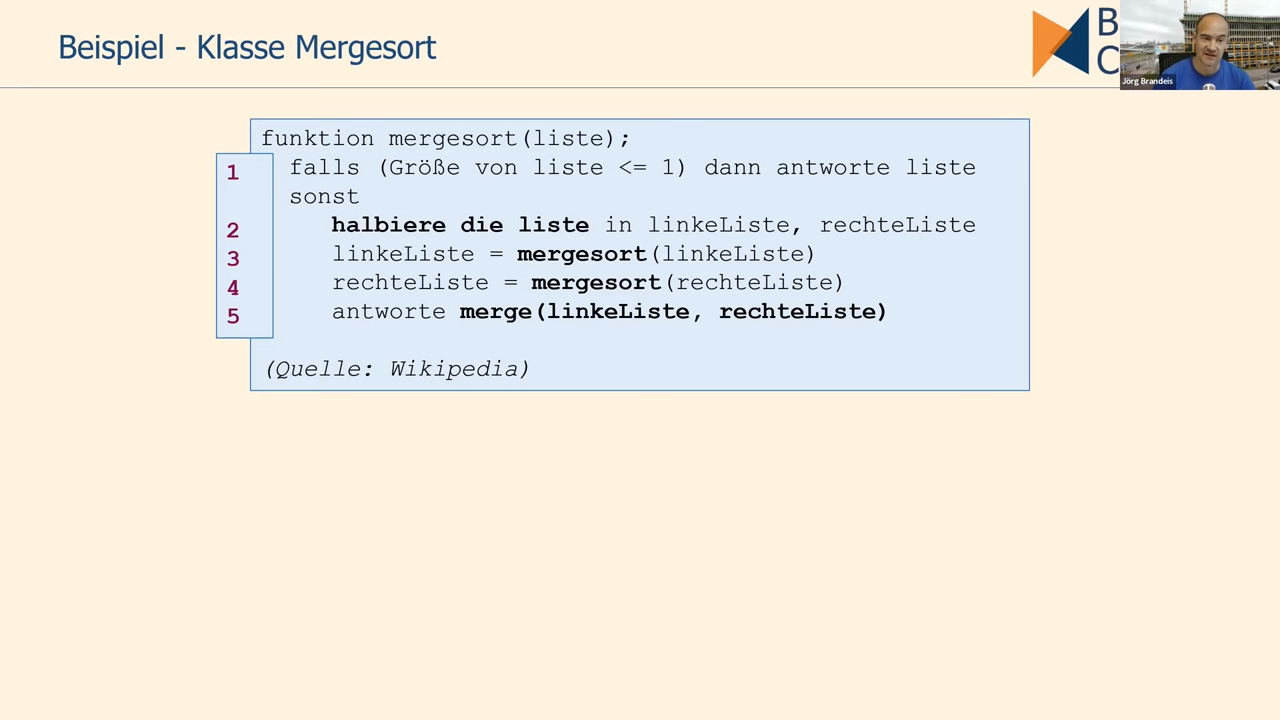 Beispiel - Klasse Mergesort
B
C
Jörg Brandeis
funktion mergesort(liste);
1 falls (Größe von liste <= 1) dann antworte liste
sonst
2 halbiere die liste in linkeListe, rechteListe
3 linkeListe = mergesort(linkeListe)
4 rechteListe = mergesort(rechteListe)
5 antworte merge(linkeListe, rechteListe)
(Quelle: Wikipedia)